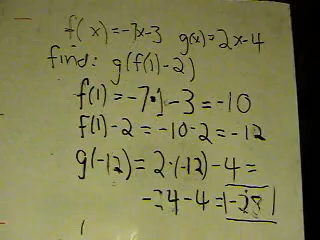 f(x)=-7x-3 g(x)=2x-4
find: g(f(1)-2)
f(1)=-7·1-3=-10
f(1)-2=-10-2=-12
g(-12)=2·(-12)-4=
-24-4=-28